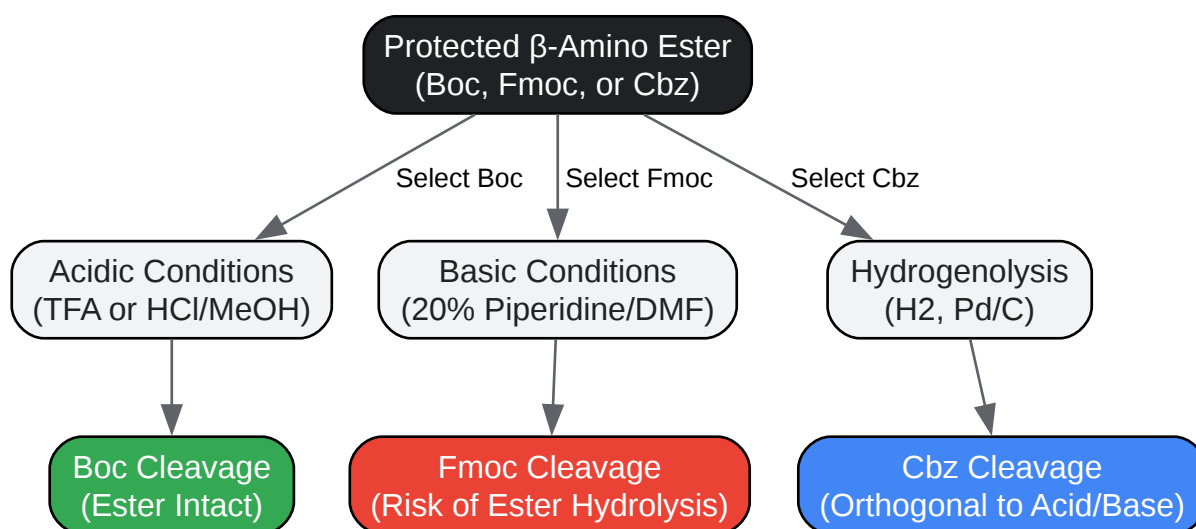 Protected β-Amino Ester
(Boc, Fmoc, or Cbz)
Select Boc
Select Fmoc
Select Cbz
Acidic Conditions
(TFA or HCl/MeOH)
Basic Conditions
(20% Piperidine/DMF)
Hydrogenolysis
(H2, Pd/C)
Boc Cleavage
(Ester Intact)
Fmoc Cleavage
(Risk of Ester Hydrolysis)
Cbz Cleavage
(Orthogonal to Acid/Base)